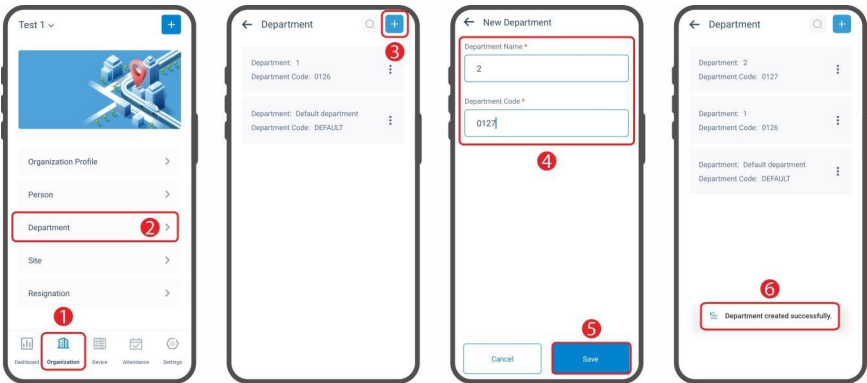 Test 1
+
Organization Profile
Person
Department
2
Site
Resignation
1
Dashboard Organization Device Attendance Settings
Department
+
3
Department: 1
Department Code: 0126
Department: Default department
Department Code: DEFAULT
New Department
Department Name *
2
Department Code *
0127
4
5
Cancel Save
Department
+
Department: 2
Department Code: 0127
Department: 1
Department Code: 0126
Department: Default department
Department Code: DEFAULT
6
Department created successfully.